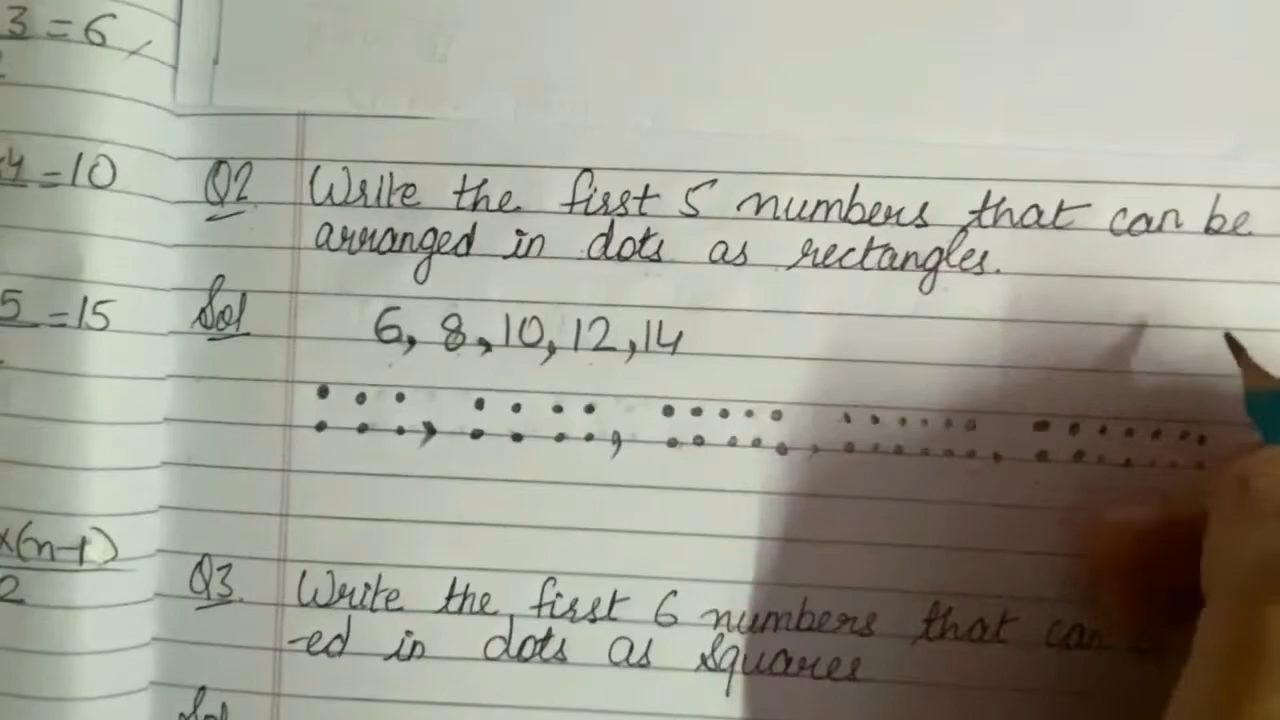 3=6
4=10
Q2 Write the first 5 numbers that can be
arranged in dots as rectangles.
5=15
Sol 6, 8, 10, 12, 14
x(n-1)
2
Q3. Write the first 6 numbers that can
-ed in dots as squares
Sol